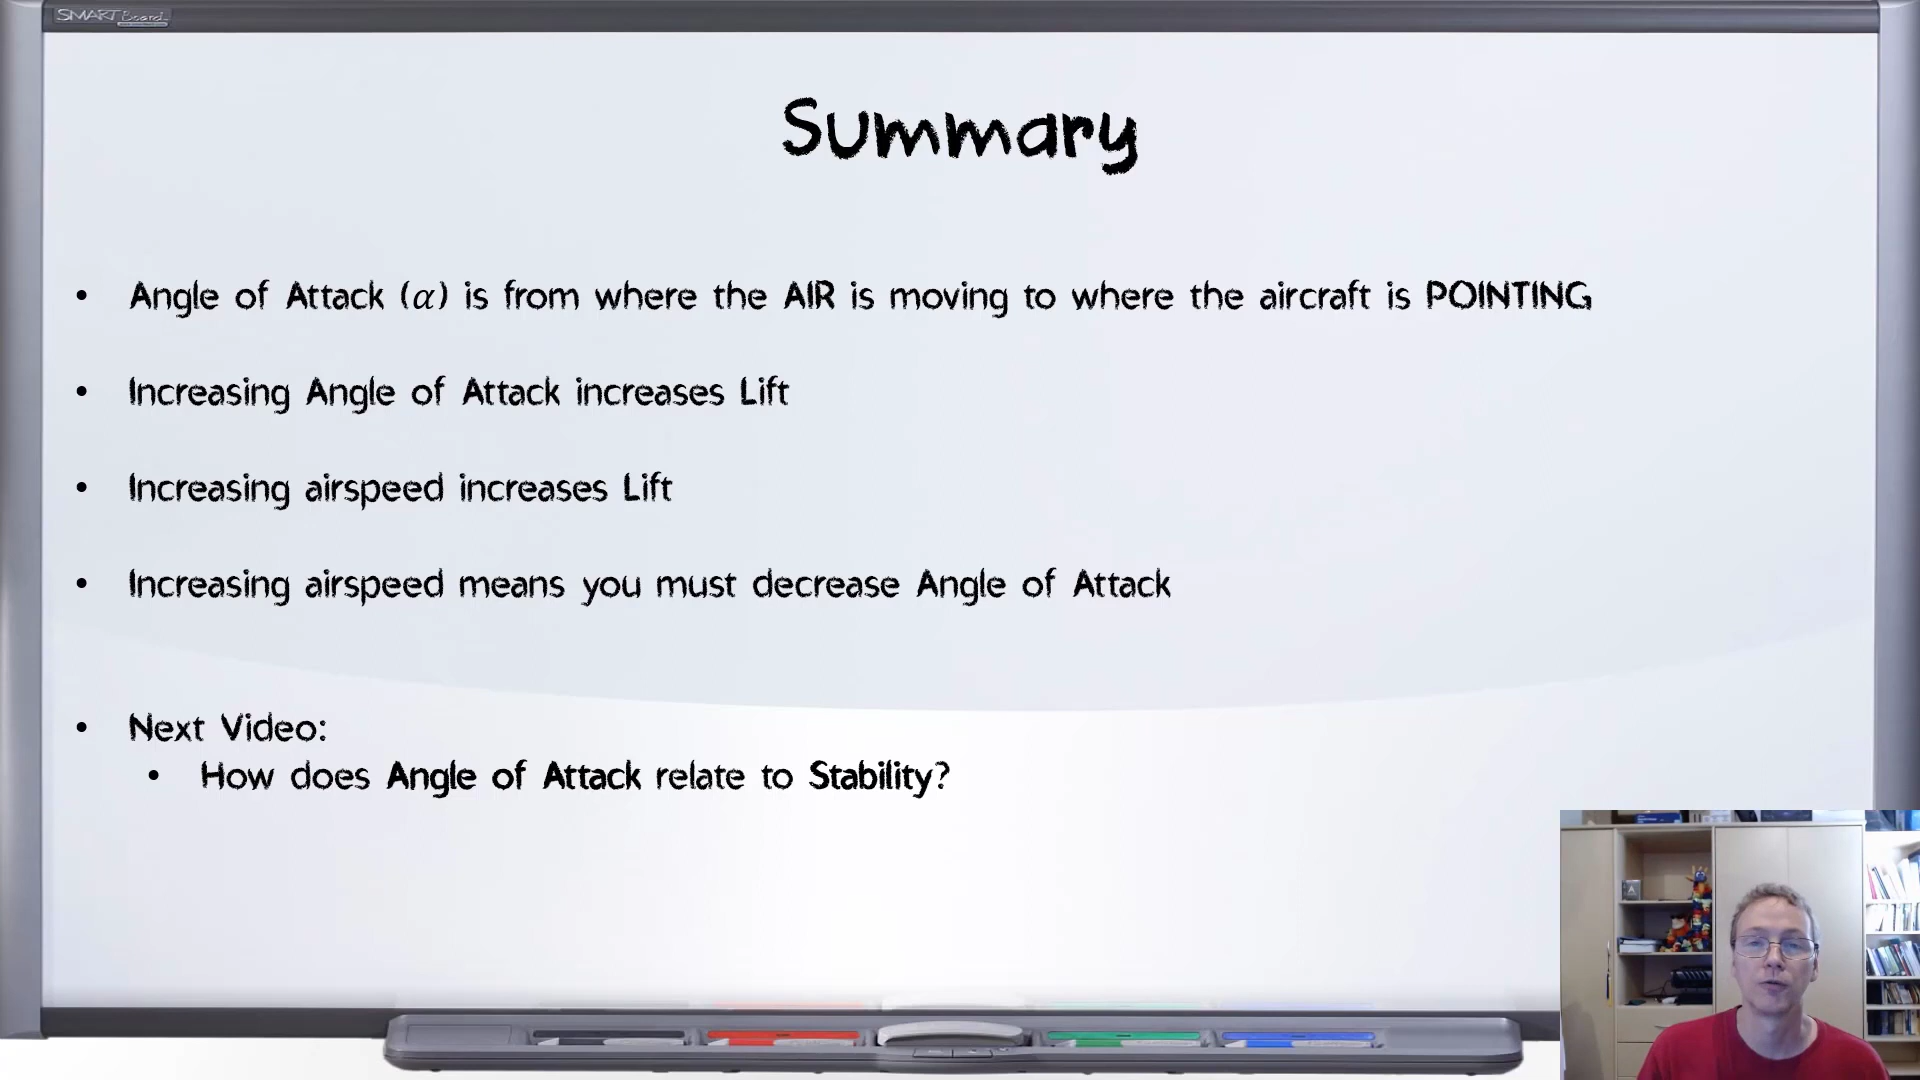 SMART Board
Summary
• Angle of Attack (α) is from where the AIR is moving to where the aircraft is POINTING
• Increasing Angle of Attack increases Lift
• Increasing airspeed increases Lift
• Increasing airspeed means you must decrease Angle of Attack
• Next Video:
• How does Angle of Attack relate to Stability?